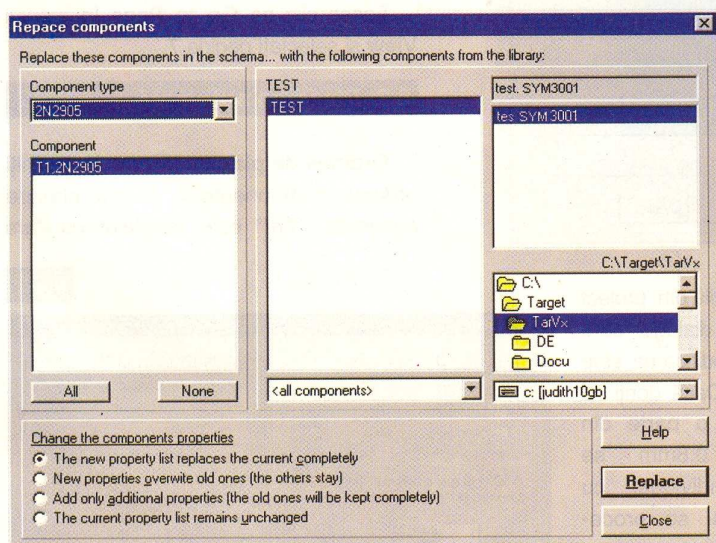 Repace components
Replace these components in the schema... with the following components from the library:
Component type
2N2905
Component
T1,2N2905
All
None
TEST
TEST
<all components>
test. SYM3001
tes SYM3001
C:\Target\TarVx
C:\
Target
TarVx
DE
Docu
c: [judith10gb]
Change the components properties
The new property list replaces the current completely
New properties overwite old ones (the others stay)
Add only additional properties (the old ones will be kept completely)
The current property list remains unchanged
Help
Replace
Close